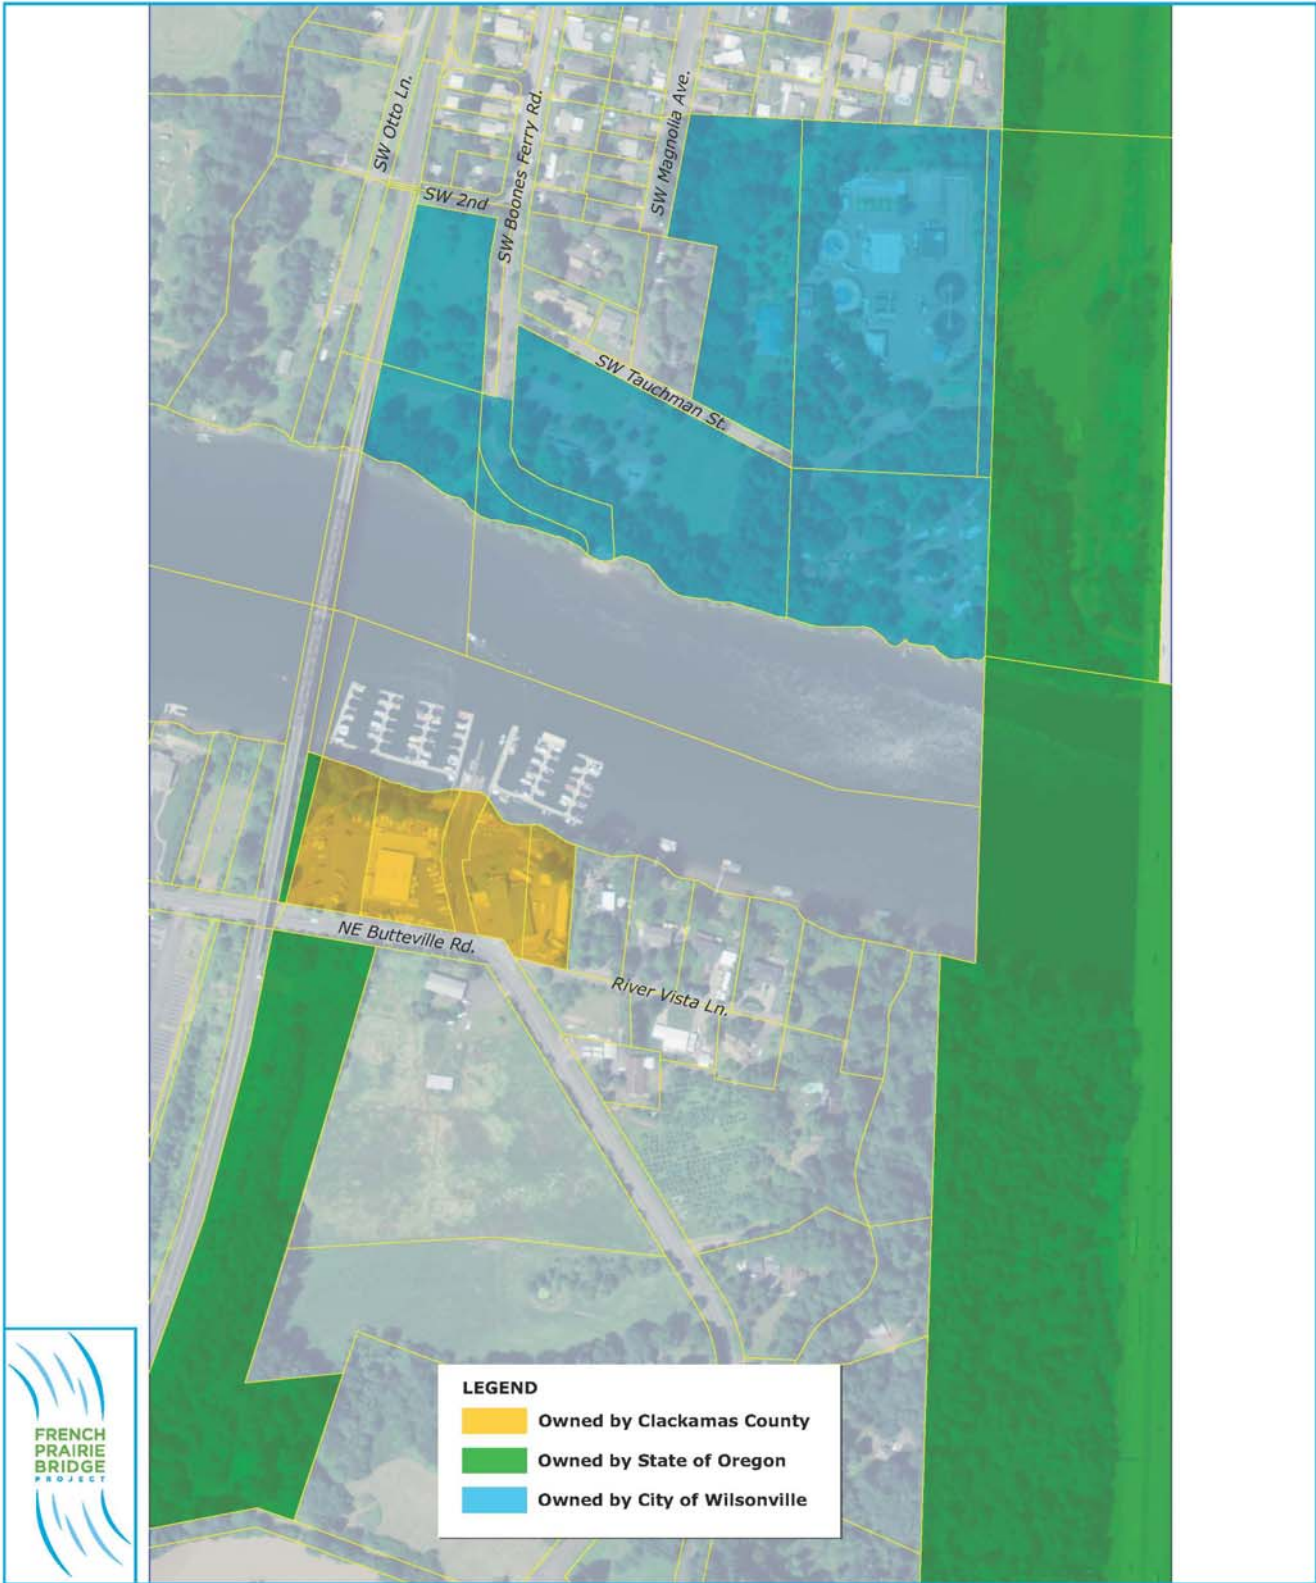 SW Otto Ln.
SW Boones Ferry Rd.
SW Magnolia Ave.
SW 2nd
SW Tauchman St.
NE Butteville Rd.
River Vista Ln.
LEGEND
Owned by Clackamas County
Owned by State of Oregon
Owned by City of Wilsonville
FRENCH
PRAIRIE
BRIDGE
PROJECT